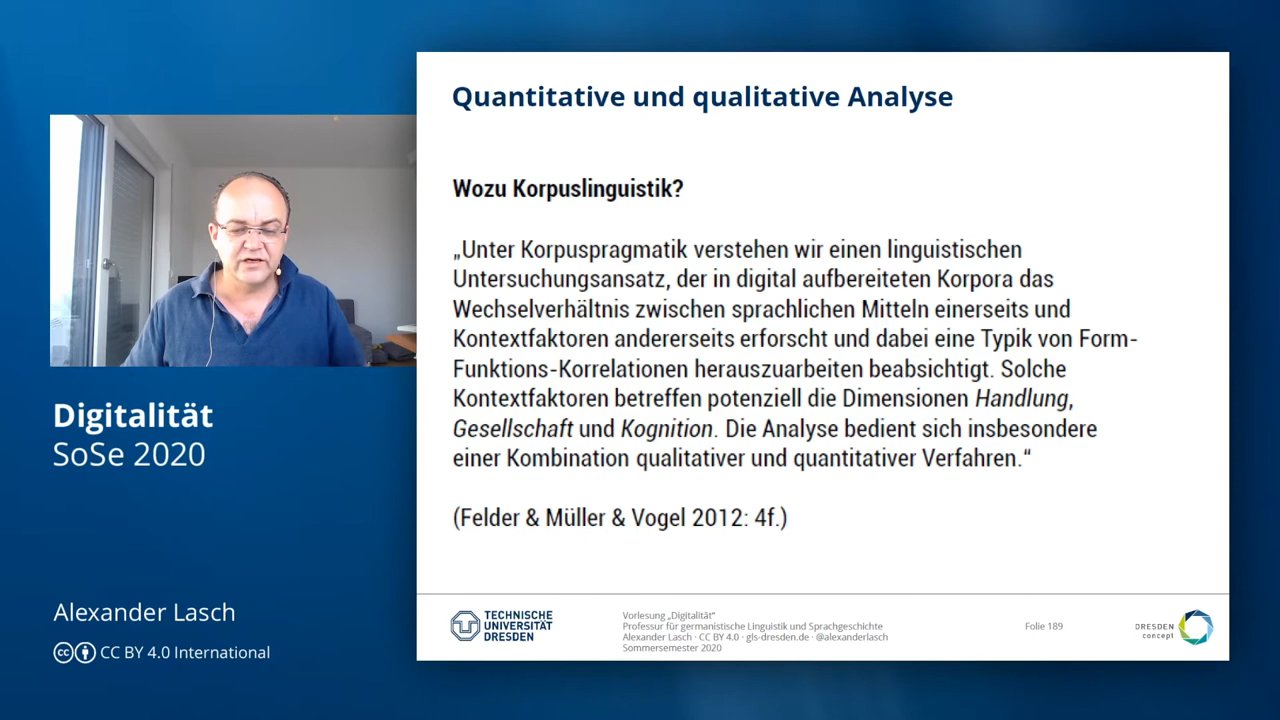 Quantitative und qualitative Analyse
Wozu Korpuslinguistik?
„Unter Korpuspragmatik verstehen wir einen linguistischen
Untersuchungsansatz, der in digital aufbereiteten Korpora das
Wechselverhältnis zwischen sprachlichen Mitteln einerseits und
Kontextfaktoren andererseits erforscht und dabei eine Typik von Form-
Funktions-Korrelationen herauszuarbeiten beabsichtigt. Solche
Kontextfaktoren betreffen potenziell die Dimensionen Handlung,
Gesellschaft und Kognition. Die Analyse bedient sich insbesondere
einer Kombination qualitativer und quantitativer Verfahren.“
(Felder & Müller & Vogel 2012: 4f.)
Digitalität
SoSe 2020
Alexander Lasch
CC BY 4.0 International
TECHNISCHE
UNIVERSITÄT
DRESDEN
Vorlesung „Digitalität“
Professur für germanistische Linguistik und Sprachgeschichte
Alexander Lasch · CC BY 4.0 · gls-dresden.de · @alexanderlasch
Sommersemester 2020
Folie 189
DRESDEN
concept